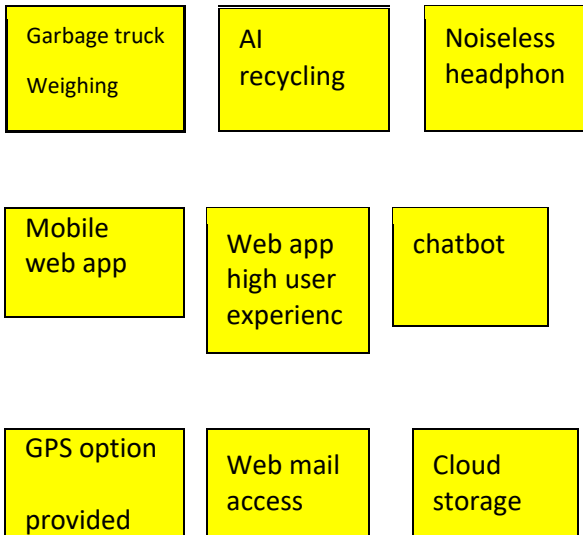 Garbage truck
Weighing
AI
recycling
Noiseless
headphon
Mobile
web app
Web app
high user
experienc
chatbot
GPS option
provided
Web mail
access
Cloud
storage